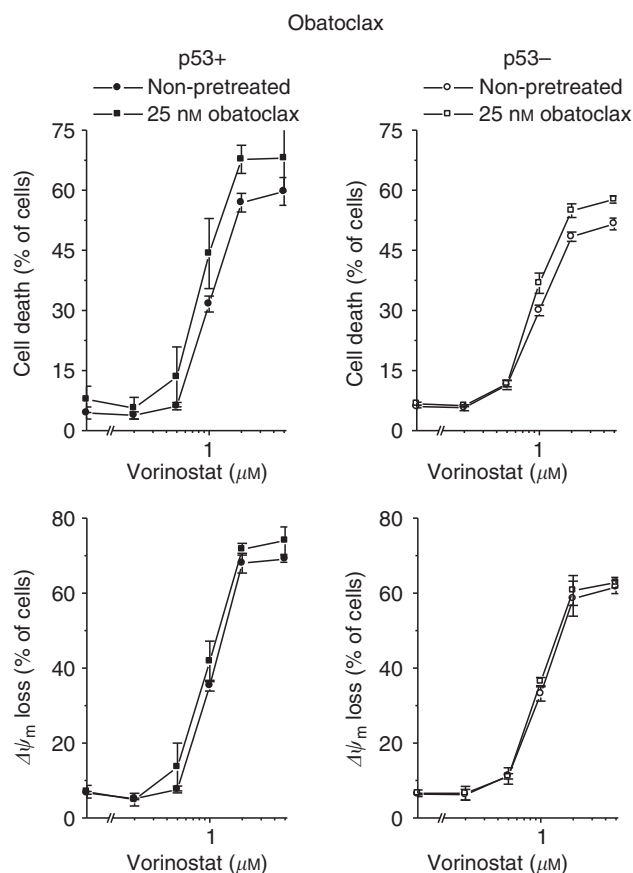 Obatoclax
p53+
Non-pretreated
25 nM obatoclax
p53–
Non-pretreated
25 nM obatoclax
Cell death (% of cells)
75
60
45
30
15
0
1
Vorinostat (μM)
Cell death (% of cells)
75
60
45
30
15
0
1
Vorinostat (μM)
Δψm loss (% of cells)
80
60
40
20
0
1
Vorinostat (μM)
Δψm loss (% of cells)
80
60
40
20
0
1
Vorinostat (μM)